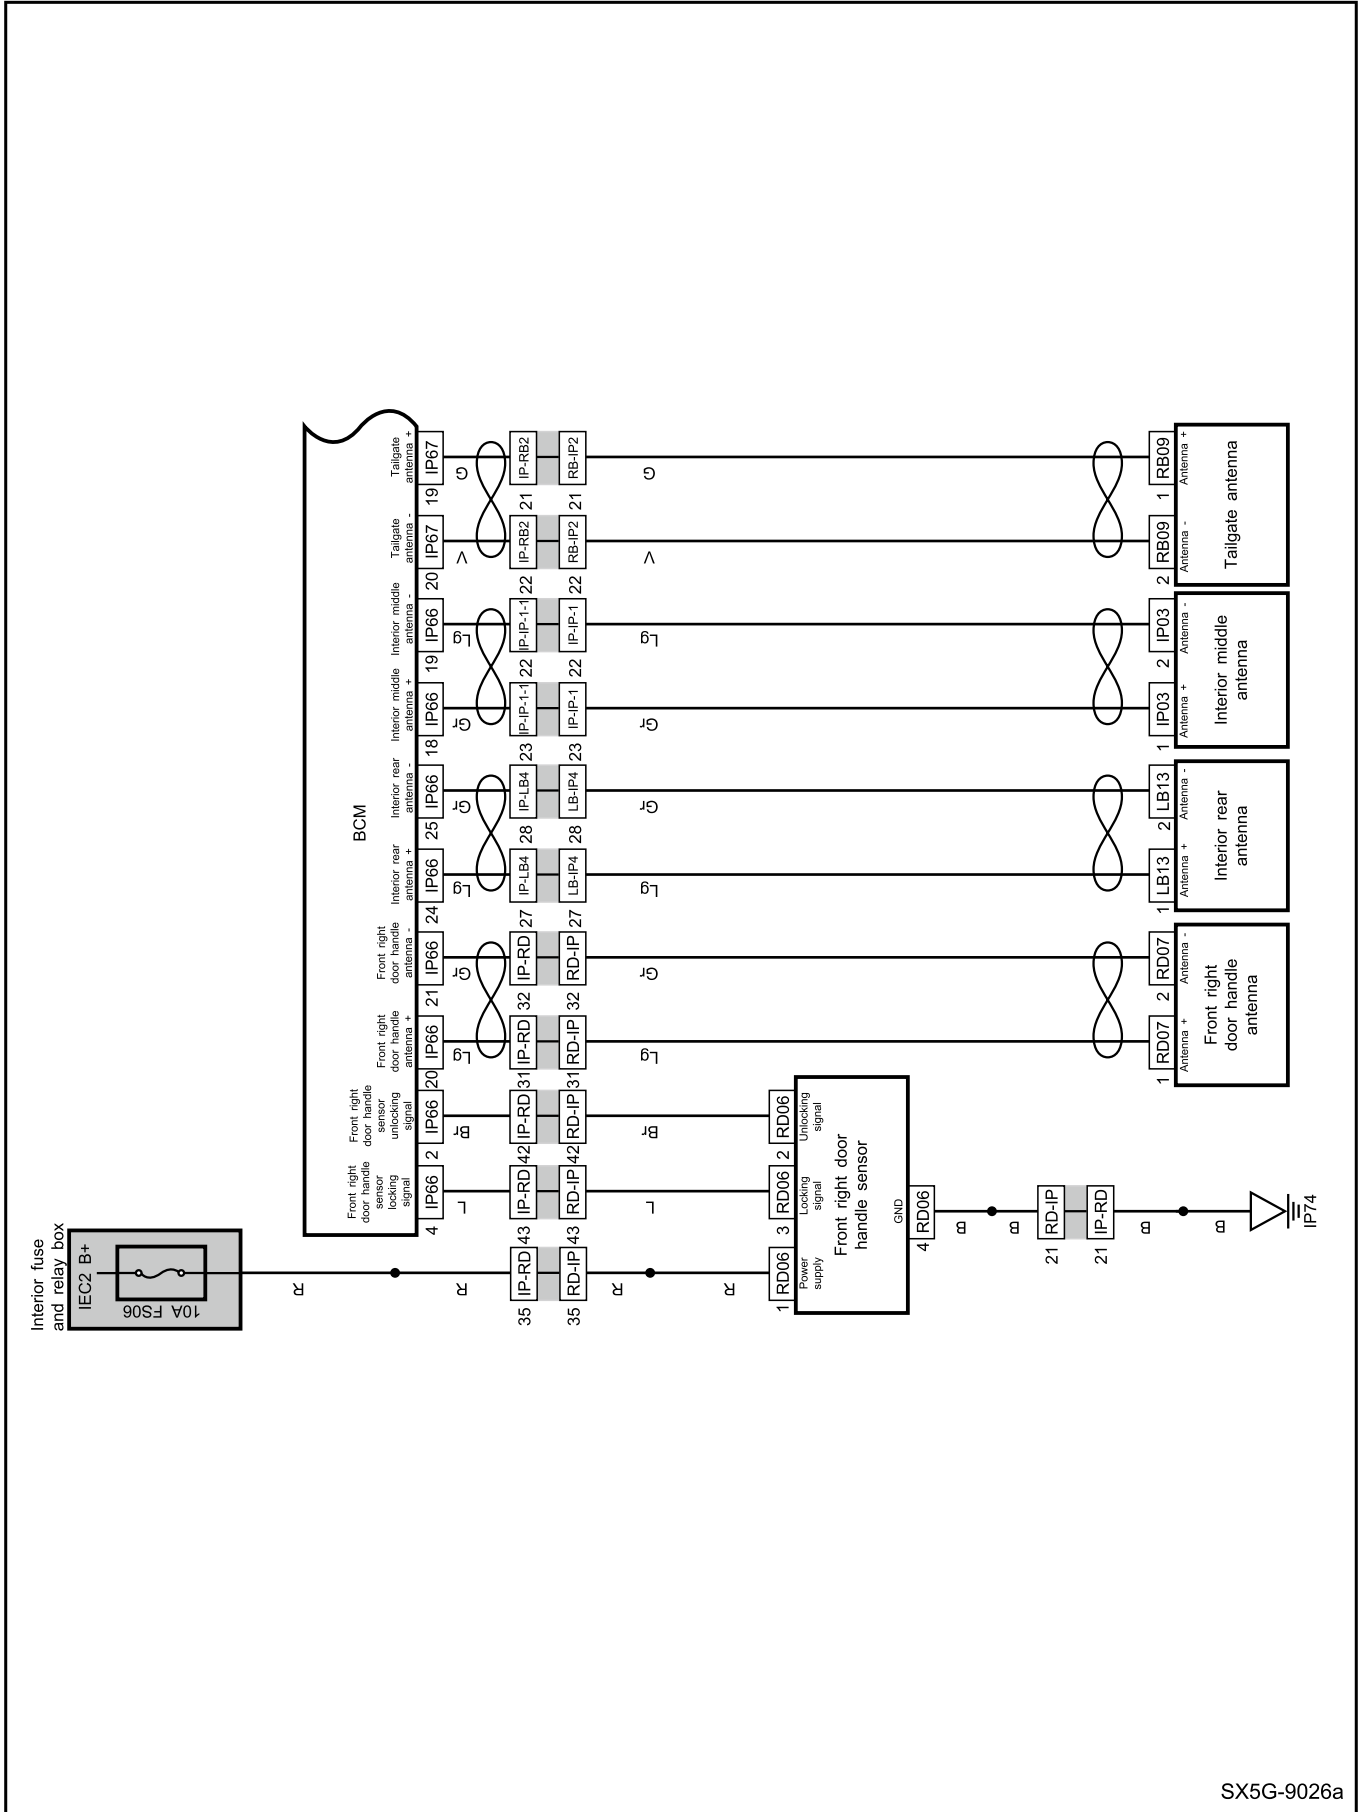 Interior fuse
and relay box
IEC2 B+
10A FS06
R
R
35
IP-RD
RD-IP
35
R
R
1
RD06
Power
supply
BCM
Front right
door handle
sensor
locking
signal
4
IP66
L
IP-RD
43
RD-IP
43
L
3
RD06
Locking
signal
Front right
door handle
sensor
unlocking
signal
2
IP66
Br
IP-RD
42
RD-IP
42
Br
2
RD06
Unlocking
signal
Front right door
handle sensor
GND
4
RD06
B
B
21
RD-IP
21
IP-RD
B
B
IP74
Front right
door handle
antenna +
20
IP66
Lg
31
IP-RD
31
RD-IP
Lg
1
RD07
Antenna +
Front right
door handle
antenna -
21
IP66
Gr
32
IP-RD
32
RD-IP
Gr
2
RD07
Antenna -
Front right
door handle
antenna
Interior rear
antenna +
24
IP66
Lg
27
IP-LB4
27
LB-IP4
Lg
1
LB13
Antenna +
Interior rear
antenna -
25
IP66
Gr
28
IP-LB4
28
LB-IP4
Gr
2
LB13
Antenna -
Interior rear
antenna
Interior middle
antenna +
18
IP66
Gr
23
IP-IP-1-1
23
IP-IP-1
Gr
1
IP03
Antenna +
Interior middle
antenna -
19
IP66
Lg
22
IP-IP-1-1
22
IP-IP-1
Lg
2
IP03
Antenna -
Interior middle
antenna
Tailgate
antenna -
20
IP67
V
22
IP-RB2
22
RB-IP2
V
2
RB09
Antenna -
Tailgate
antenna +
19
IP67
G
21
IP-RB2
21
RB-IP2
G
1
RB09
Antenna +
Tailgate antenna
SX5G-9026a